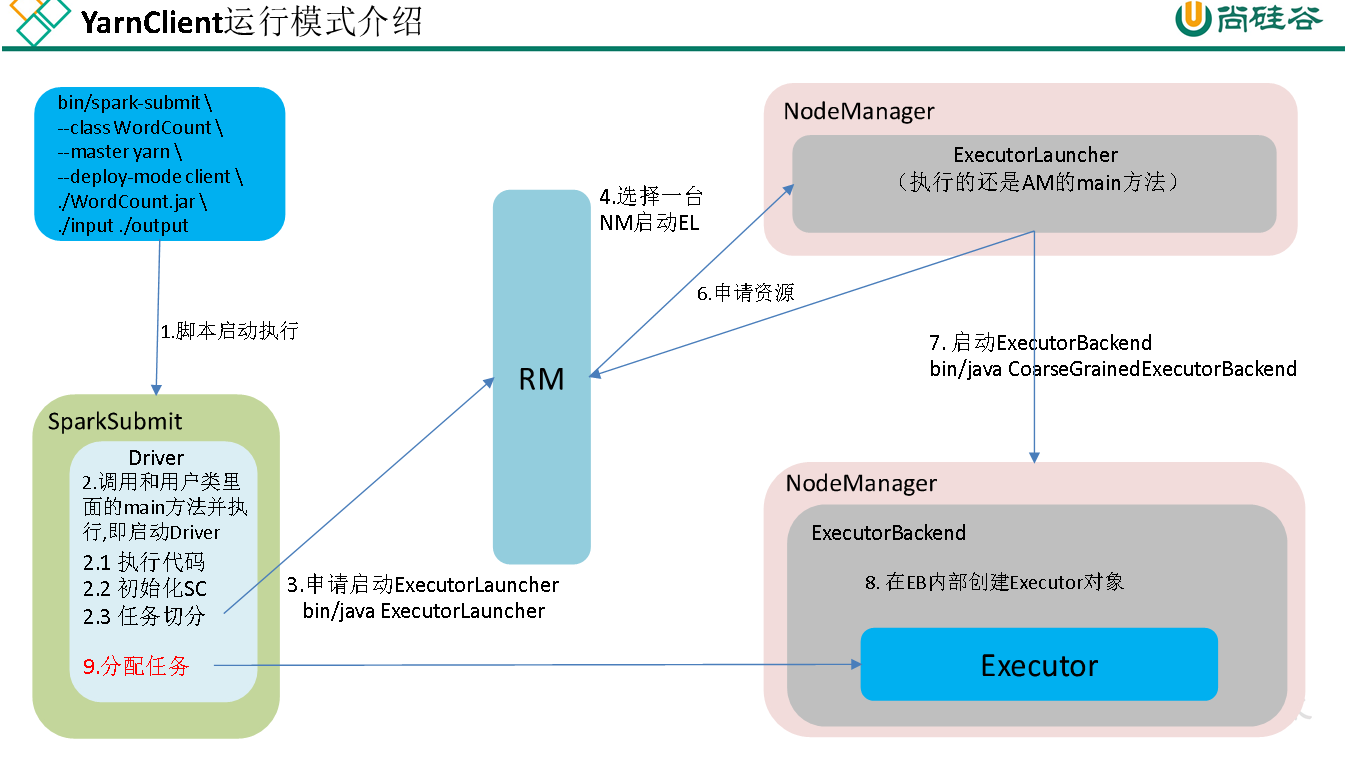 YarnClient运行模式介绍
尚硅谷
bin/spark-submit \
--class WordCount \
--master yarn \
--deploy-mode client \
./WordCount.jar \
./input ./output
1.脚本启动执行
SparkSubmit
Driver
2.调用和用户类里
面的main方法并执
行,即启动Driver
2.1 执行代码
2.2 初始化SC
2.3 任务切分
9.分配任务
3.申请启动ExecutorLauncher
bin/java ExecutorLauncher
RM
4.选择一台
NM启动EL
6.申请资源
NodeManager
ExecutorLauncher
（执行的还是AM的main方法）
7. 启动ExecutorBackend
bin/java CoarseGrainedExecutorBackend
NodeManager
ExecutorBackend
8. 在EB内部创建Executor对象
Executor